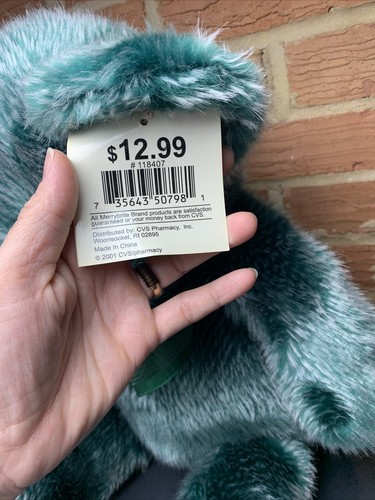 $12.99
# 118407
7 35643 50798 1
All Merrybrite Brand products are satisfaction
guaranteed or your money back from CVS.
Distributed by: CVS Pharmacy, Inc.
Woonsocket, RI 02895
Made In China
© 2001 CVS/pharmacy